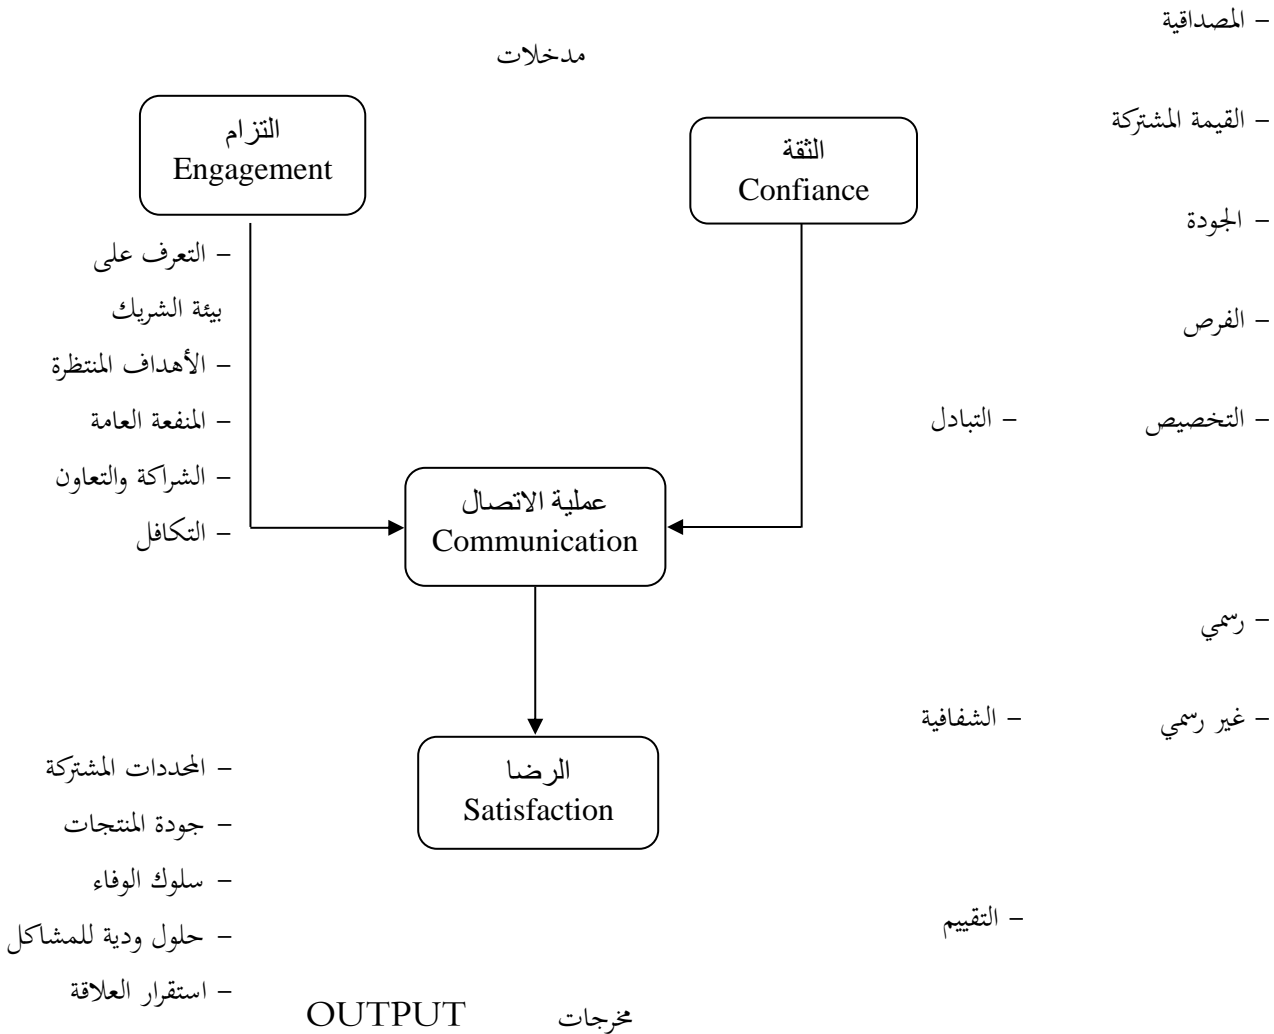 – المصداقية
مدخلات
– القيمة المشتركة
التزام
Engagement
الثقة
Confiance
– الجودة
– التعرف على
بيئة الشريك
– الأهداف المنتظرة
– المنفعة العامة
– الشراكة والتعاون
– التكافل
– الفرص
– التخصيص
– التبادل
عملية الاتصال
Communication
– رسمي
– غير رسمي
– الشفافية
الرضا
Satisfaction
– المحددات المشتركة
– جودة المنتجات
– سلوك الوفاء
– حلول ودية للمشاكل
– استقرار العلاقة
– التقييم
مخرجات OUTPUT